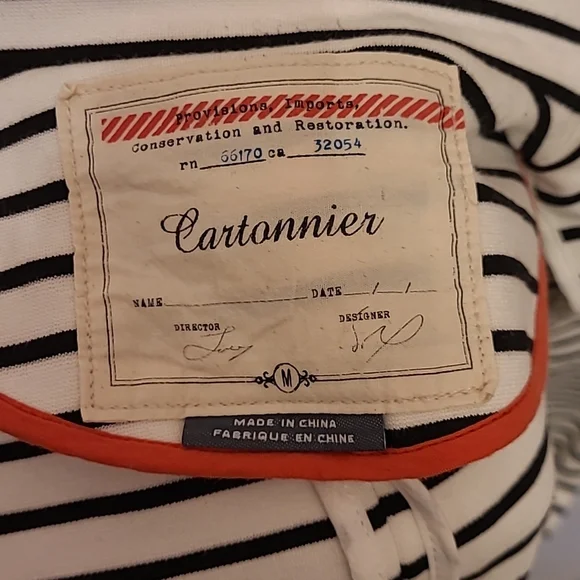 Provisions, Imports,
Conservation and Restoration.
rn 66170 ca 32054
Cartonnier
NAME DATE / /
DIRECTOR DESIGNER
M
MADE IN CHINA
FABRIQUE EN CHINE